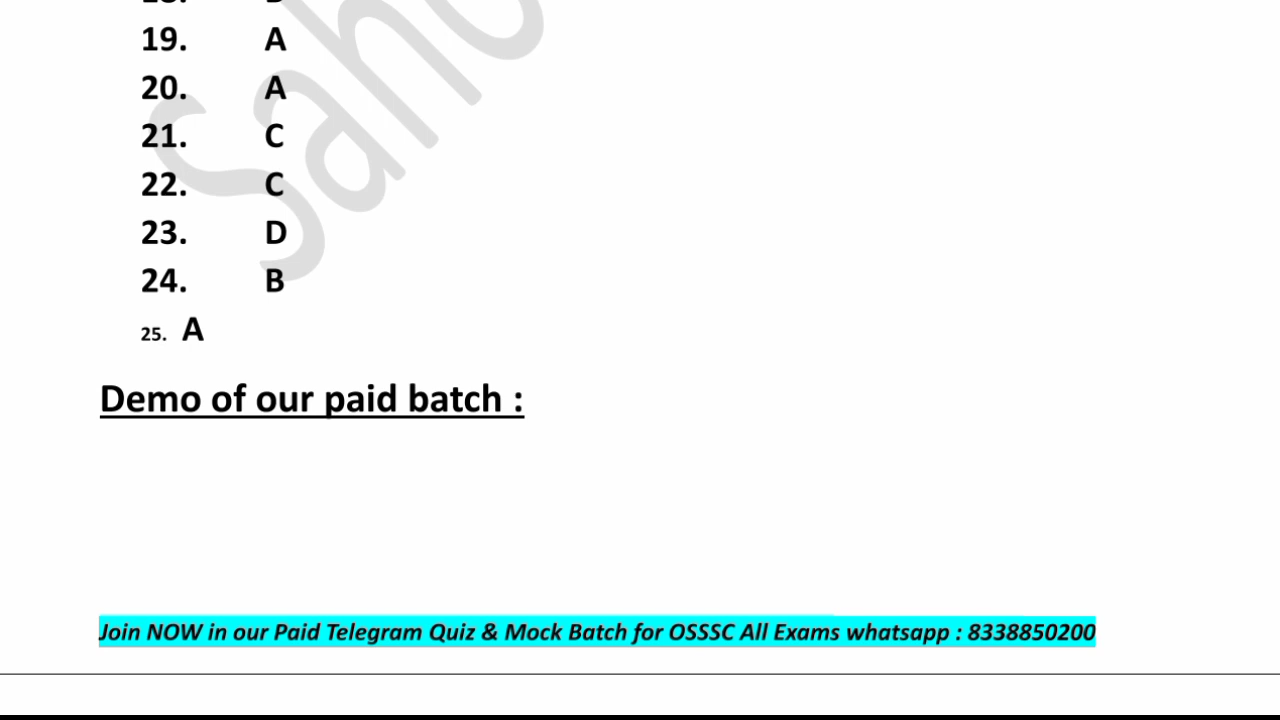 19. A
20. A
21. C
22. C
23. D
24. B
25. A
Demo of our paid batch :
Join NOW in our Paid Telegram Quiz & Mock Batch for OSSSC All Exams whatsapp : 8338850200